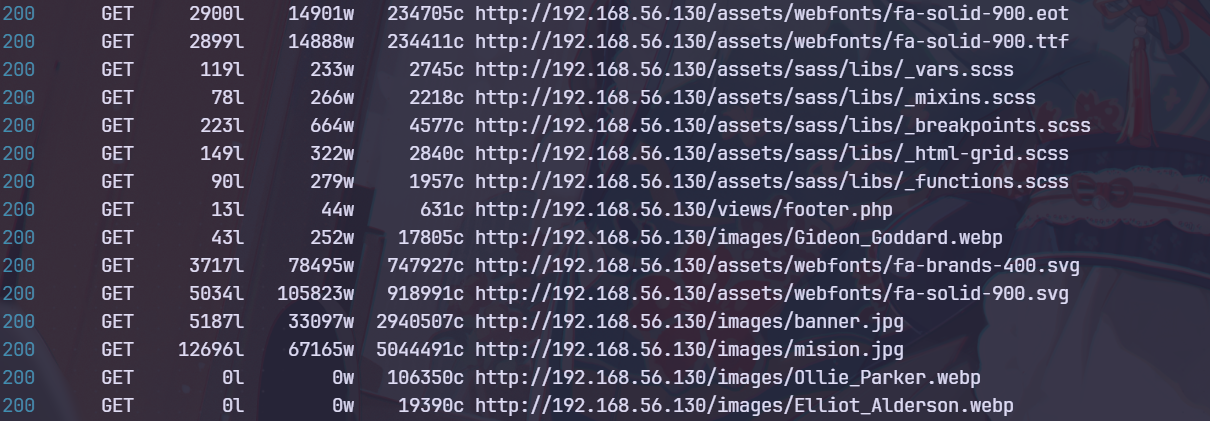 200 GET 2900l 14901w 234705c http://192.168.56.130/assets/webfonts/fa-solid-900.eot
200 GET 2899l 14888w 234411c http://192.168.56.130/assets/webfonts/fa-solid-900.ttf
200 GET 119l 233w 2745c http://192.168.56.130/assets/sass/libs/_vars.scss
200 GET 78l 266w 2218c http://192.168.56.130/assets/sass/libs/_mixins.scss
200 GET 223l 664w 4577c http://192.168.56.130/assets/sass/libs/_breakpoints.scss
200 GET 149l 322w 2840c http://192.168.56.130/assets/sass/libs/_html-grid.scss
200 GET 90l 279w 1957c http://192.168.56.130/assets/sass/libs/_functions.scss
200 GET 13l 44w 631c http://192.168.56.130/views/footer.php
200 GET 43l 252w 17805c http://192.168.56.130/images/Gideon_Goddard.webp
200 GET 3717l 78495w 747927c http://192.168.56.130/assets/webfonts/fa-brands-400.svg
200 GET 5034l 105823w 918991c http://192.168.56.130/assets/webfonts/fa-solid-900.svg
200 GET 5187l 33097w 2940507c http://192.168.56.130/images/banner.jpg
200 GET 12696l 67165w 5044491c http://192.168.56.130/images/mision.jpg
200 GET 0l 0w 106350c http://192.168.56.130/images/Ollie_Parker.webp
200 GET 0l 0w 19390c http://192.168.56.130/images/Elliot_Alderson.webp